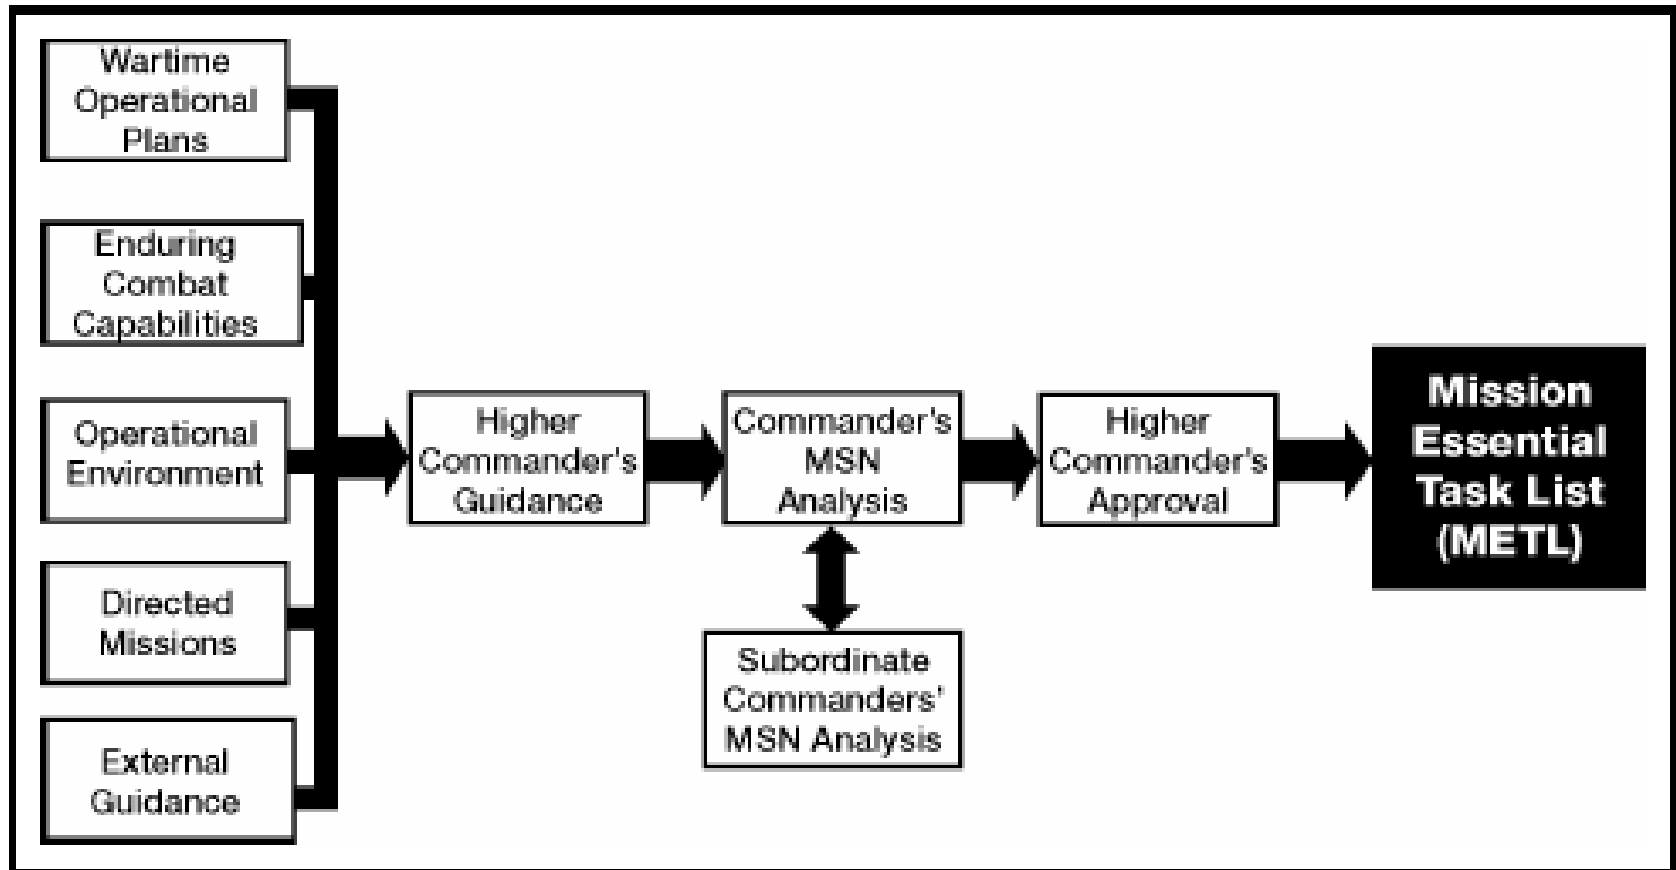 Wartime
Operational
Plans
Enduring
Combat
Capabilities
Operational
Environment
Directed
Missions
External
Guidance
Higher
Commander's
Guidance
Commander's
MSN
Analysis
Subordinate
Commanders'
MSN Analysis
Higher
Commander's
Approval
Mission
Essential
Task List
(METL)